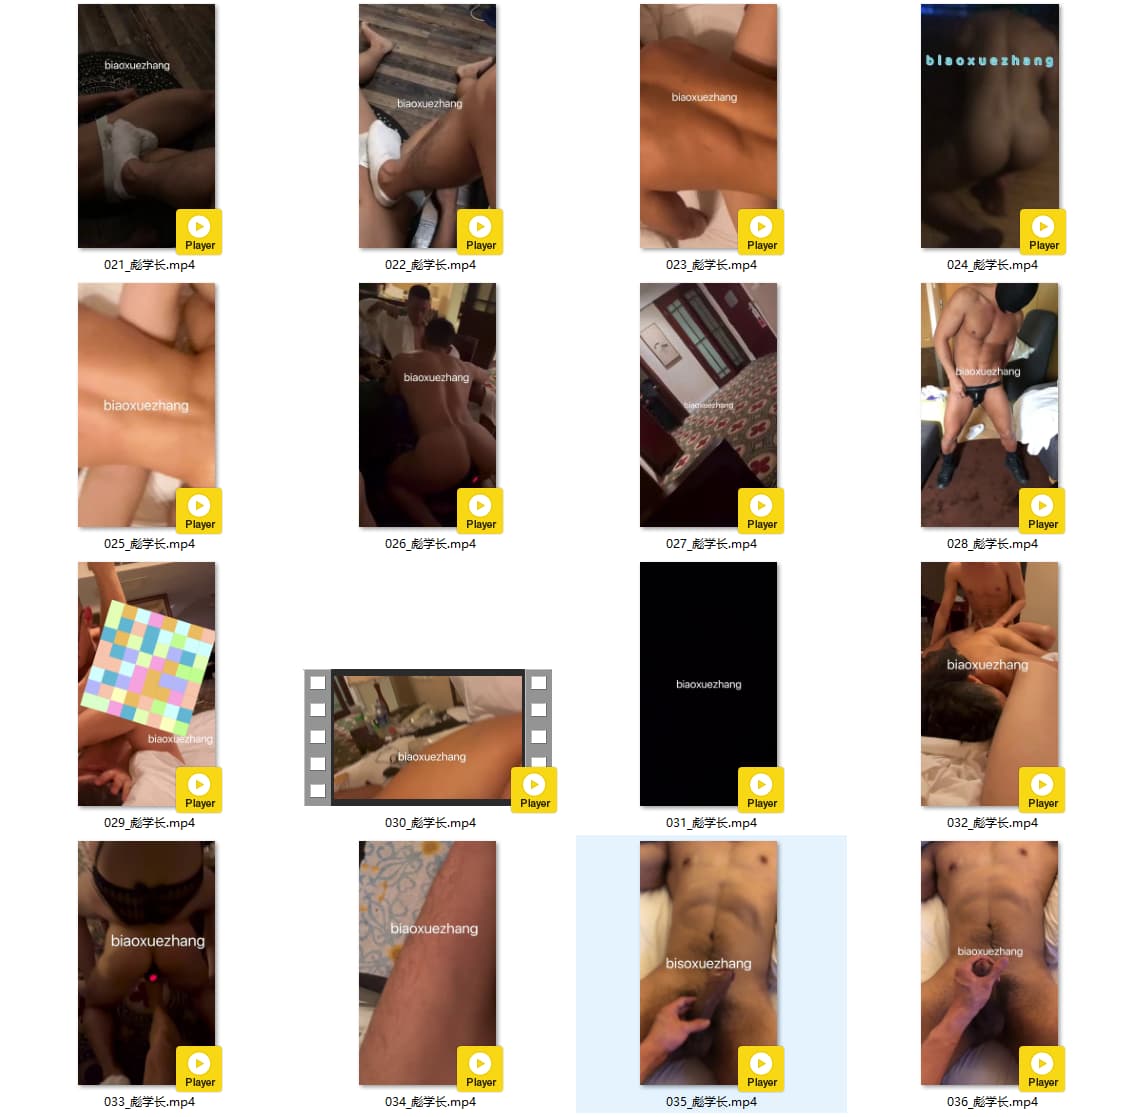 biaoxuezhang
Player
021_彪学长.mp4
biaoxuezhang
Player
022_彪学长.mp4
biaoxuezhang
Player
023_彪学长.mp4
biaoxuezhang
Player
024_彪学长.mp4
biaoxuezhang
Player
025_彪学长.mp4
biaoxuezhang
Player
026_彪学长.mp4
biaoxuezhang
Player
027_彪学长.mp4
biaoxuezhang
Player
028_彪学长.mp4
biaoxuezhang
Player
029_彪学长.mp4
biaoxuezhang
Player
030_彪学长.mp4
biaoxuezhang
Player
031_彪学长.mp4
biaoxuezhang
Player
032_彪学长.mp4
biaoxuezhang
Player
033_彪学长.mp4
biaoxuezhang
Player
034_彪学长.mp4
bisoxuezhang
Player
035_彪学长.mp4
biaoxuezhang
Player
036_彪学长.mp4